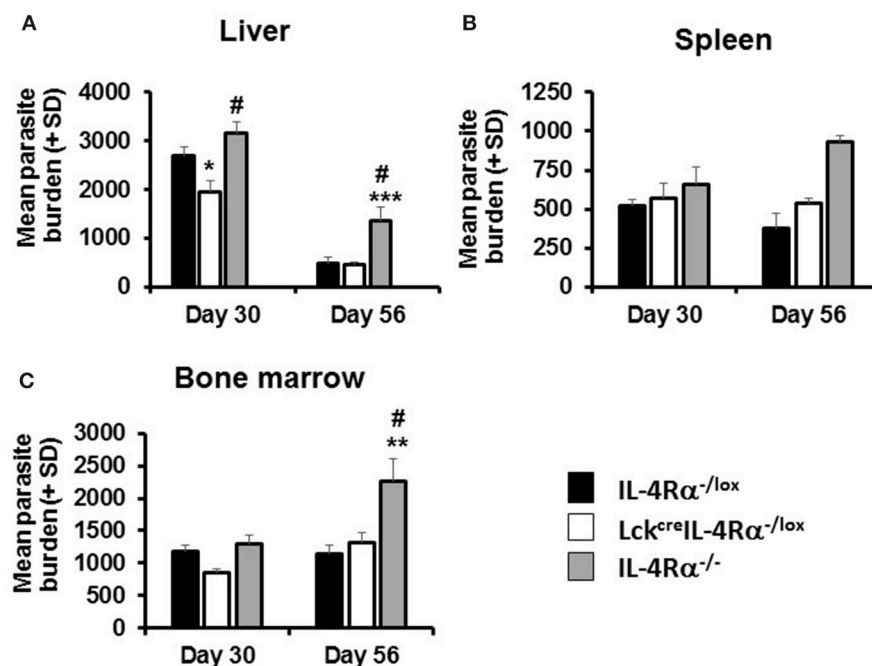 A
Liver
Mean parasite
burden (+ SD)
4000
3000
2000
1000
0
*
#
#
***
Day 30
Day 56
B
Spleen
Mean parasite
burden (+ SD)
1250
1000
750
500
250
0
Day 30
Day 56
C
Bone marrow
Mean parasite
burden (+ SD)
3000
2500
2000
1500
1000
500
0
#
**
Day 30
Day 56
IL-4Rα-/lox
LckcreIL-4Rα-/lox
IL-4Rα-/-